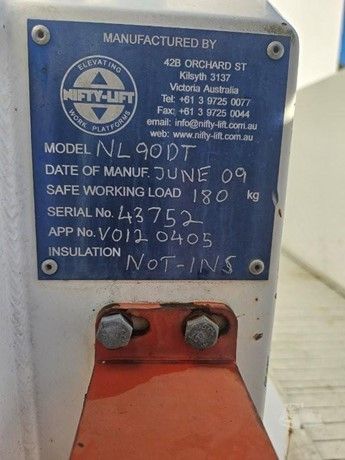 MANUFACTURED BY
ELEVATING
NIFTY-LIFT
WORK PLATFORMS
42B ORCHARD ST
Kilsyth 3137
Victoria Australia
Tel: +61 3 9725 0077
Fax: +61 3 9725 0044
email: info@nifty-lift.com.au
web: www.nifty-lift.com.au
MODEL NL90DT
DATE OF MANUF. JUNE 09
SAFE WORKING LOAD 180 kg
SERIAL No. 43752
APP No. V012 0405
INSULATION NOT-INS